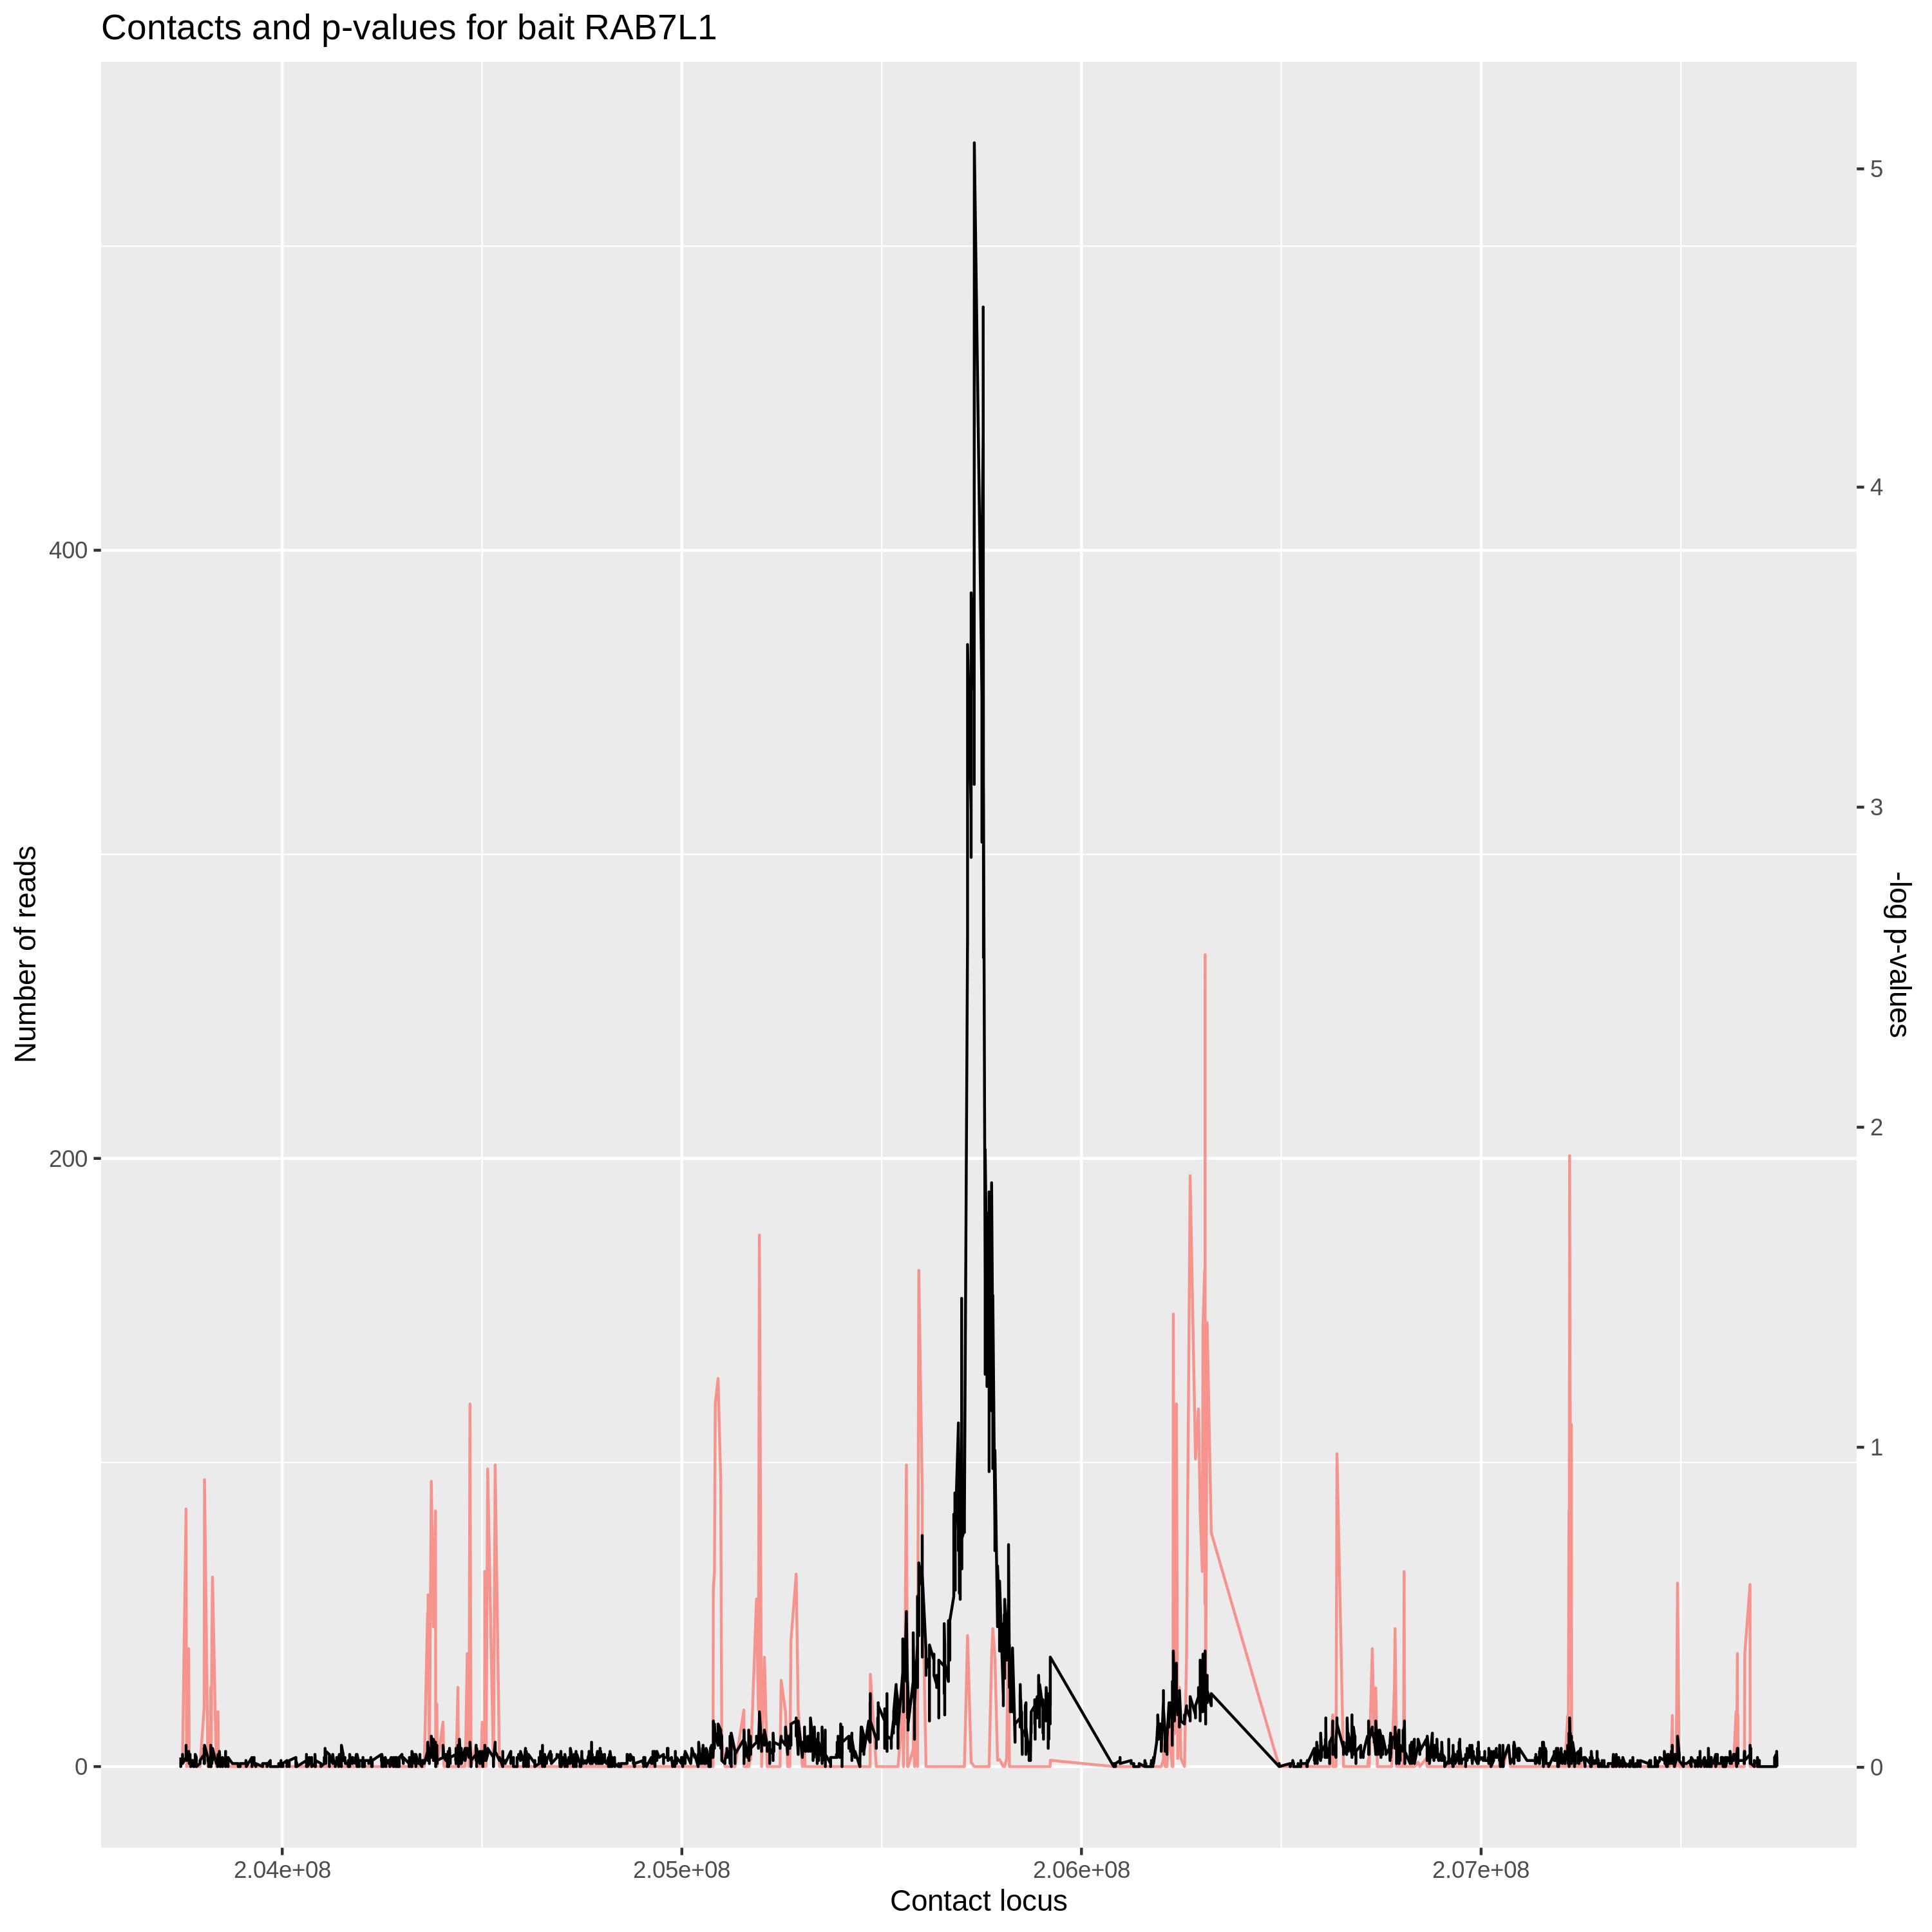 Contacts and p-values for bait RAB7L1
Number of reads
400
200
0
5
4
3
2
1
0
-log p-values
2.04e+08
2.05e+08
2.06e+08
2.07e+08
Contact locus